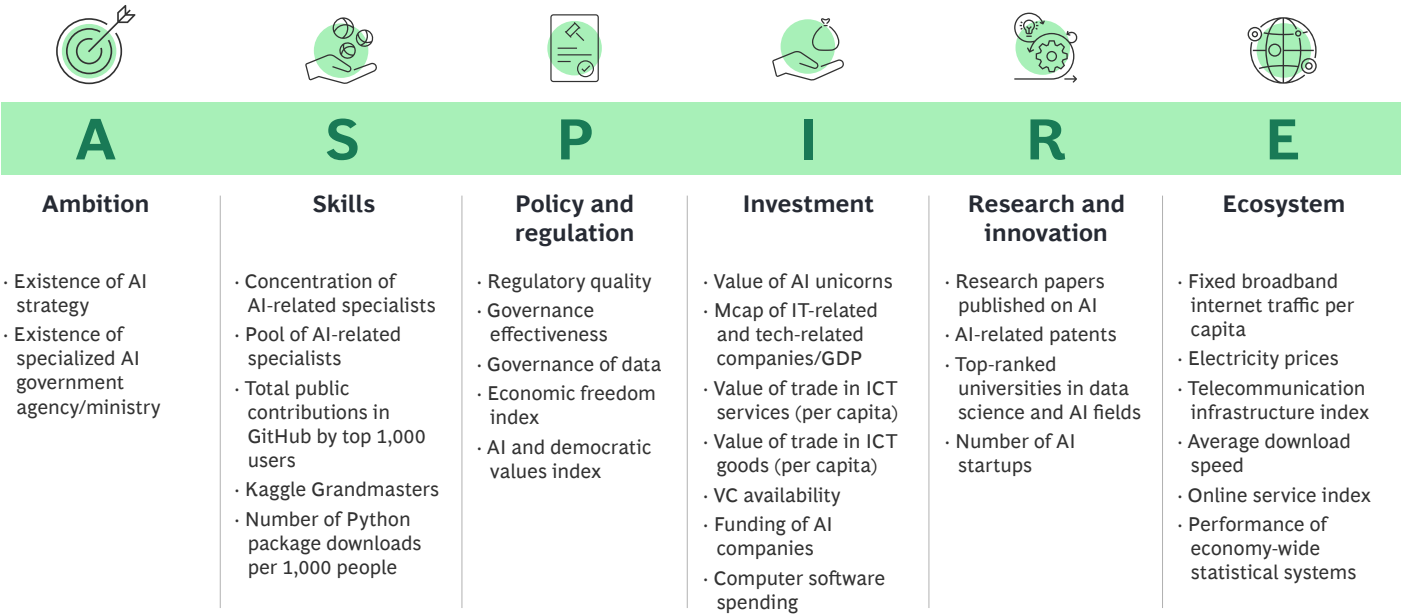 A
S
P
I
R
E
Ambition
· Existence of AI
strategy
· Existence of
specialized AI
government
agency/ministry
Skills
· Concentration of
AI-related specialists
· Pool of AI-related
specialists
· Total public
contributions in
GitHub by top 1,000
users
· Kaggle Grandmasters
· Number of Python
package downloads
per 1,000 people
Policy and
regulation
· Regulatory quality
· Governance
effectiveness
· Governance of data
· Economic freedom
index
· AI and democratic
values index
Investment
· Value of AI unicorns
· Mcap of IT-related
and tech-related
companies/GDP
· Value of trade in ICT
services (per capita)
· Value of trade in ICT
goods (per capita)
· VC availability
· Funding of AI
companies
· Computer software
spending
Research and
innovation
· Research papers
published on AI
· AI-related patents
· Top-ranked
universities in data
science and AI fields
· Number of AI
startups
Ecosystem
· Fixed broadband
internet traffic per
capita
· Electricity prices
· Telecommunication
infrastructure index
· Average download
speed
· Online service index
· Performance of
economy-wide
statistical systems